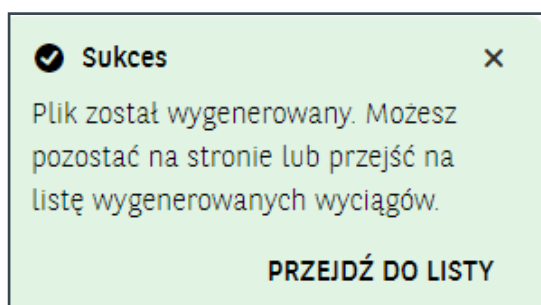 Sukces
Plik został wygenerowany. Możesz
pozostać na stronie lub przejść na
listę wygenerowanych wyciągów.
PRZEJDŹ DO LISTY